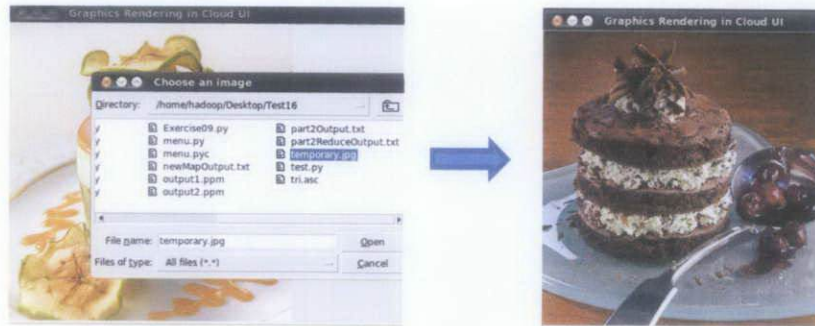 Graphics Rendering in Cloud UI
Choose an image
Directory: /home/hadoop/Desktop/Test16
y Exercise09.py part2Output.txt
y menu.py part2ReduceOutput.txt
y menu.pyc temporary.jpg
y newMapOutput.txt test.py
y output1.ppm tri.asc
y output2.ppm
File name: temporary.jpg Open
Files of type: All files (*.*) Cancel
Graphics Rendering in Cloud UI